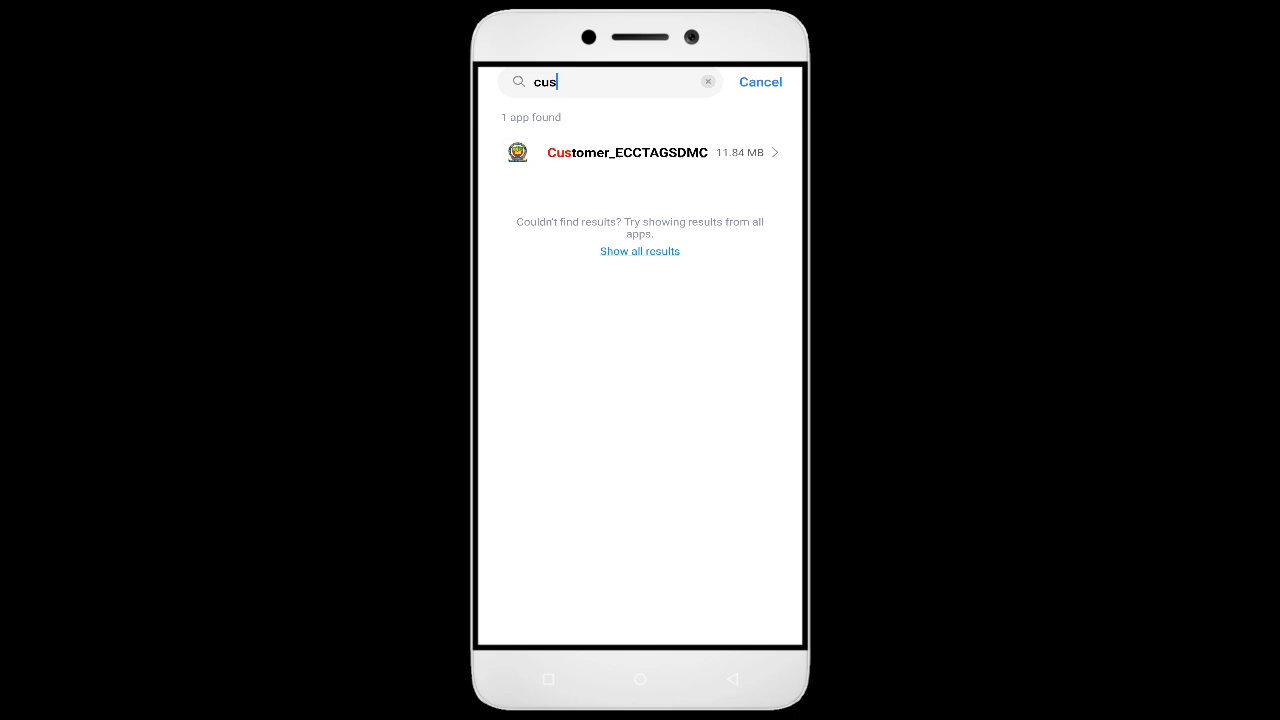 cus
Cancel
1 app found
Customer_ECCTAGSDMC 11.84 MB
Couldn't find results? Try showing results from all
apps.
Show all results